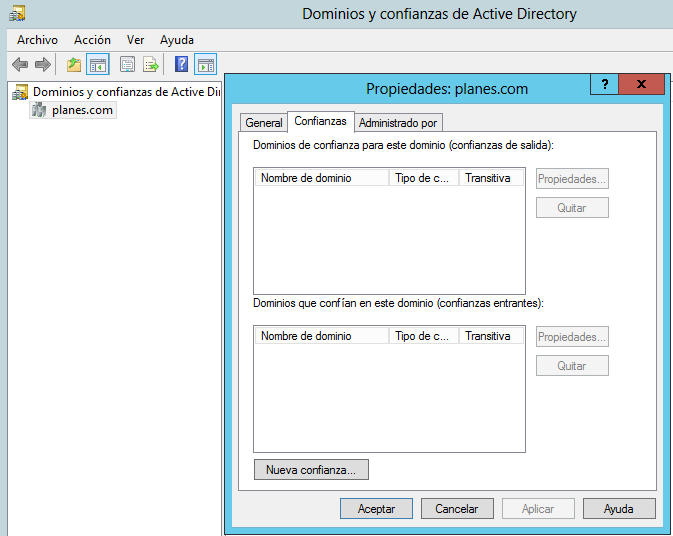 Dominios y confianzas de Active Directory
Archivo Acción Ver Ayuda
Dominios y confianzas de Active Di
planes.com
Propiedades: planes.com
? x
General Confianzas Administrado por
Dominios de confianza para este dominio (confianzas de salida):
Nombre de dominio Tipo de c... Transitiva
Propiedades...
Quitar
Dominios que confían en este dominio (confianzas entrantes):
Nombre de dominio Tipo de c... Transitiva
Propiedades...
Quitar
Nueva confianza...
Aceptar Cancelar Aplicar Ayuda